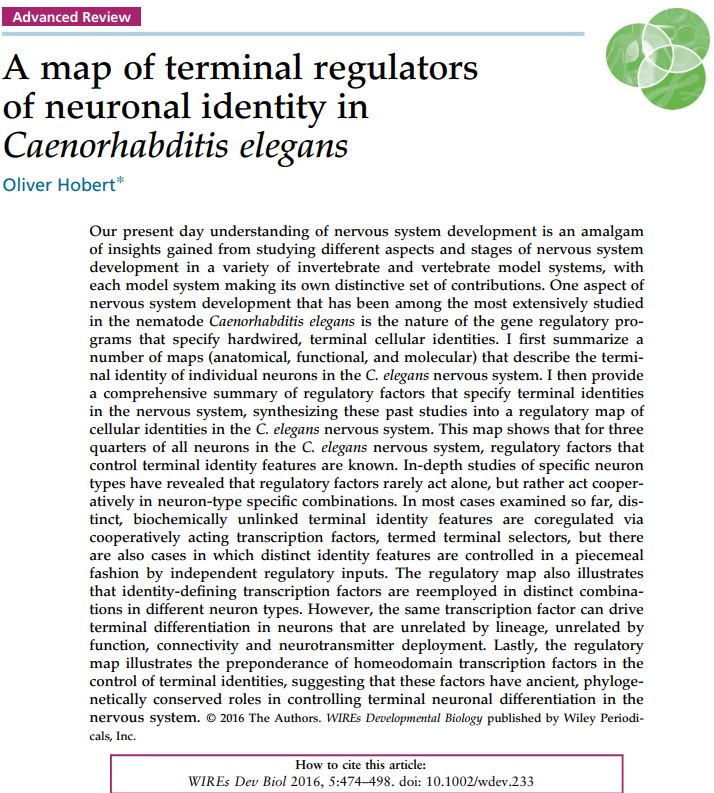 Advanced Review
A map of terminal regulators
of neuronal identity in
Caenorhabditis elegans
Oliver Hobert*
Our present day understanding of nervous system development is an amalgam
of insights gained from studying different aspects and stages of nervous system
development in a variety of invertebrate and vertebrate model systems, with
each model system making its own distinctive set of contributions. One aspect of
nervous system development that has been among the most extensively studied
in the nematode Caenorhabditis elegans is the nature of the gene regulatory pro-
grams that specify hardwired, terminal cellular identities. I first summarize a
number of maps (anatomical, functional, and molecular) that describe the termi-
nal identity of individual neurons in the C. elegans nervous system. I then provide
a comprehensive summary of regulatory factors that specify terminal identities
in the nervous system, synthesizing these past studies into a regulatory map of
cellular identities in the C. elegans nervous system. This map shows that for three
quarters of all neurons in the C. elegans nervous system, regulatory factors that
control terminal identity features are known. In-depth studies of specific neuron
types have revealed that regulatory factors rarely act alone, but rather act cooper-
atively in neuron-type specific combinations. In most cases examined so far, dis-
tinct, biochemically unlinked terminal identity features are coregulated via
cooperatively acting transcription factors, termed terminal selectors, but there
are also cases in which distinct identity features are controlled in a piecemeal
fashion by independent regulatory inputs. The regulatory map also illustrates
that identity-defining transcription factors are reemployed in distinct combina-
tions in different neuron types. However, the same transcription factor can drive
terminal differentiation in neurons that are unrelated by lineage, unrelated by
function, connectivity and neurotransmitter deployment. Lastly, the regulatory
map illustrates the preponderance of homeodomain transcription factors in the
control of terminal identities, suggesting that these factors have ancient, phyloge-
netically conserved roles in controlling terminal neuronal differentiation in the
nervous system. © 2016 The Authors. WIREs Developmental Biology published by Wiley Periodi-
cals, Inc.
How to cite this article:
WIREs Dev Biol 2016, 5:474–498. doi: 10.1002/wdev.233